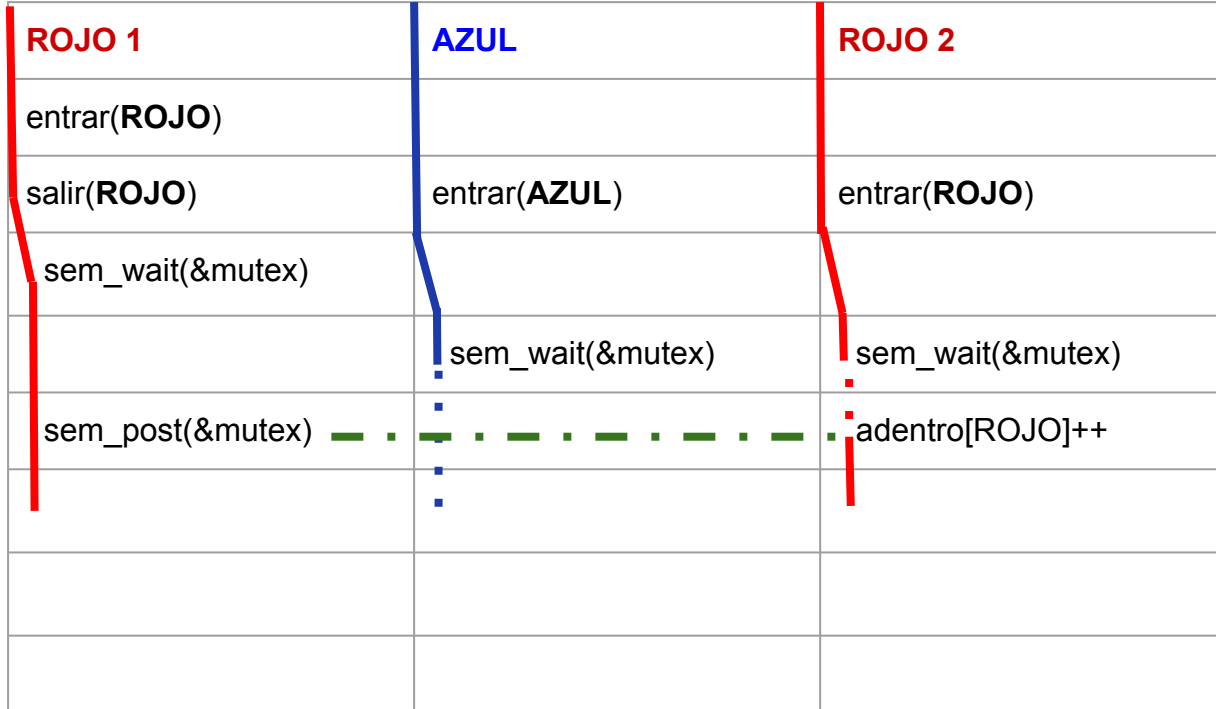 ROJO 1 AZUL ROJO 2
entrar(ROJO)
salir(ROJO) entrar(AZUL) entrar(ROJO)
sem_wait(&mutex)
sem_wait(&mutex) sem_wait(&mutex)
sem_post(&mutex) adentro[ROJO]++